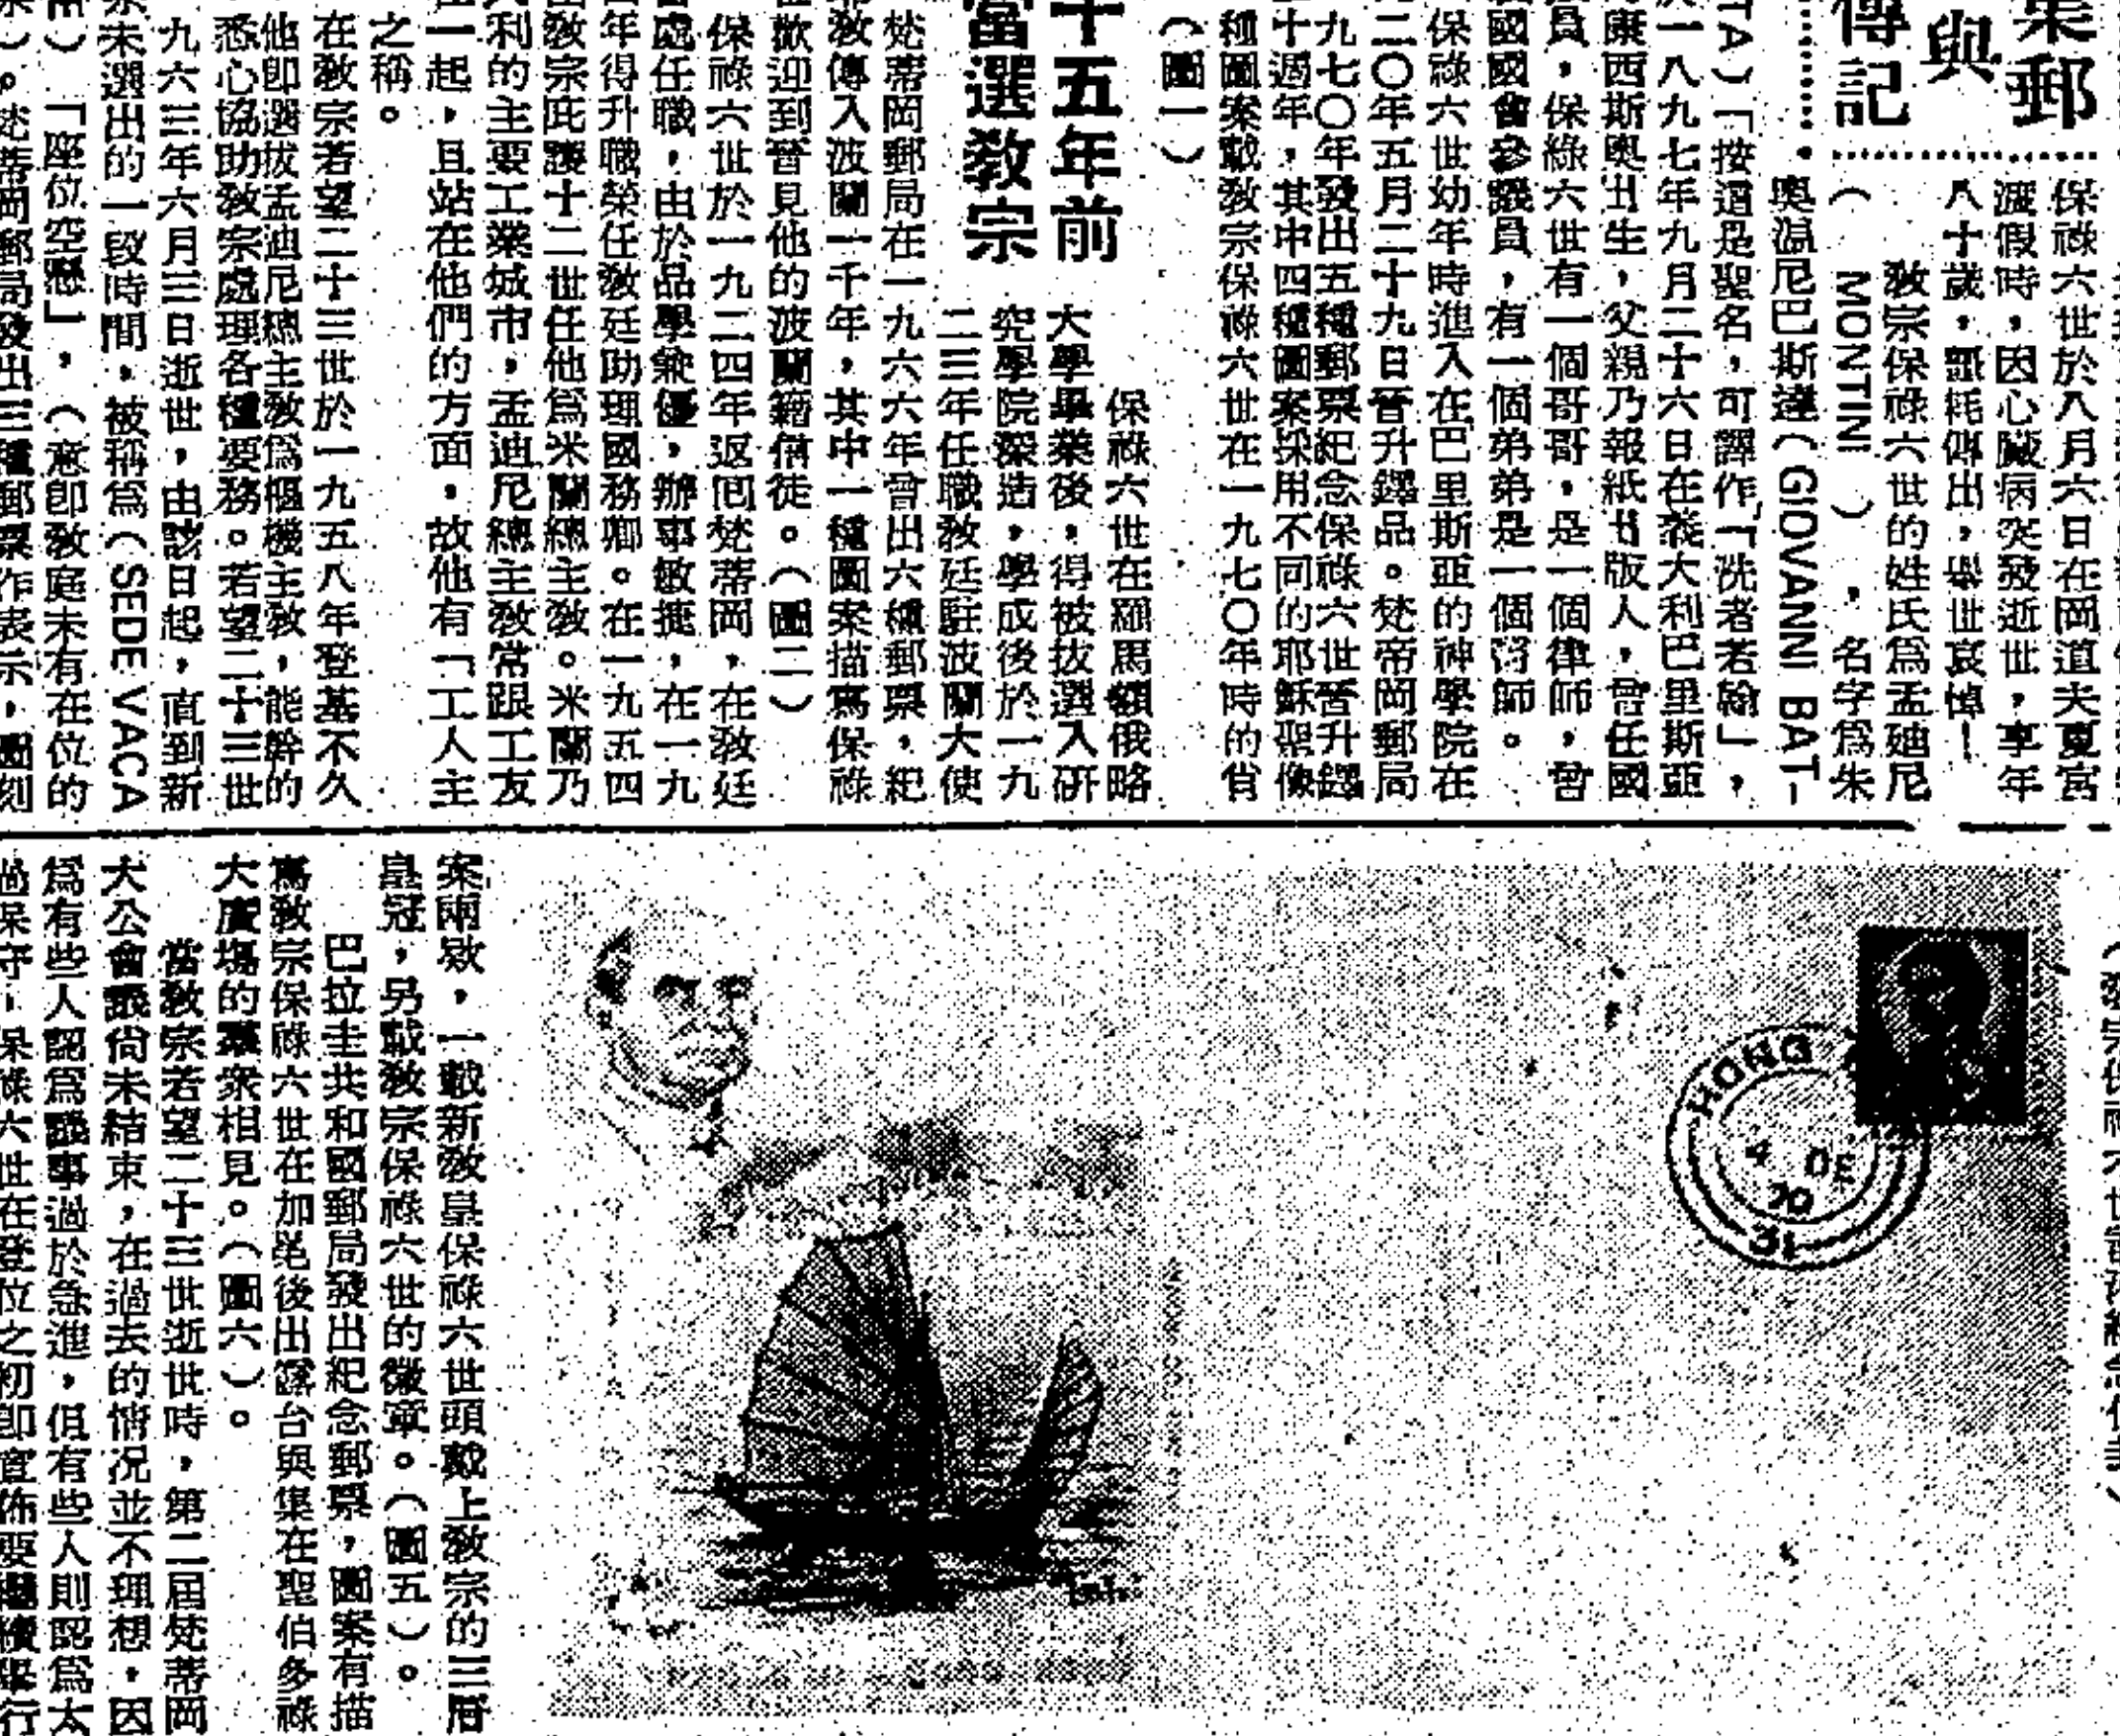 集郵
與
傳記
保祿六世於八月六日在岡道夫夏宮
渡假時，因心臟病突發逝世，享年
八十歲，噩耗傳出，舉世哀悼！
教宗保祿六世的姓氏為孟廸尼
（MONTINI），名字為朱
奧温尼巴斯達（GIOVANNI BAT-
TA）「按這是聖名，可譯作『洗者若翰」，
於一八九七年九月二十六日在義大利巴里斯亞
康西斯奧出生，父親乃報紙出版人，曾任國
員，保綠六世有一個哥哥，是一個律師，曾
國國會參議員，有一個弟弟是一個醫師。
保祿六世幼年時進入在巴里斯亞的神學院在
二〇年五月二十九日晉升鐸品。梵帝岡郵局
九七〇年發出五種郵票紀念保祿六世晉升鐸
十週年，其中四種圖案採用不同的耶穌聖像
種圖案戴教宗保祿六世在一九七〇年時的肖
（圖一）
十五年前
當選教宗
保祿六世在羅馬額俄略
大學畢業後，得被抜選入研
究學院深造，學成後於一九
二三年任職教廷駐波蘭大使
梵蒂岡郵局在一九六六年曾出六種郵票，紀
教傳入波蘭一千年，其中一種圖案描寫保祿
歡迎到晉見他的波蘭籍信徒。（圖二）
保祿六世於一九二四年返囘梵蒂岡，在教廷
處任職，由於品學兼優，辦事敏捷，在一九
年得升職榮任教廷助理國務卿。在一九五四
教宗庇護十二世任他爲米蘭總主教。米蘭乃
利的主要工業城市，孟迪尼總主教常跟工友
在一起，且站在他們的方面，故他有「工人主
之稱。
在教宗若望二十三世於一九五八年登基不久
他卽選拔孟迪尼總主教爲樞機主教，能幹的
悉心協助教宗處理各種要務。若望二十三世
九六三年六月三日逝世，由該日起，直到新
未選出的一段時間，被稱爲（SEDE VACA
「座位空懸」，（意卽教庭未有在位的
）。梵蒂岡郵局發出三種郵票作表示，圖刻
案兩欵，一載新教皇保祿六世頭戴上教宗的三層
皇冠，另載教宗保祿六世的徽章。（圖五）。
巴拉圭共和國郵局發出紀念郵票，圖案有描
寫教宗保祿六世在加冕後出露台與集在聖伯多祿
大廣塲的羣衆相見。（圖六）。
當教宗若望二十三世逝世時，第二屆梵蒂岡
大公會議尙未結束，在過去的情況並不理想，因
爲有些人認爲議事過於急進，但有些人則認爲太
過保守，保祿六世在登位之初卽宣佈要繼續舉行
HONG
4 DE
70
31